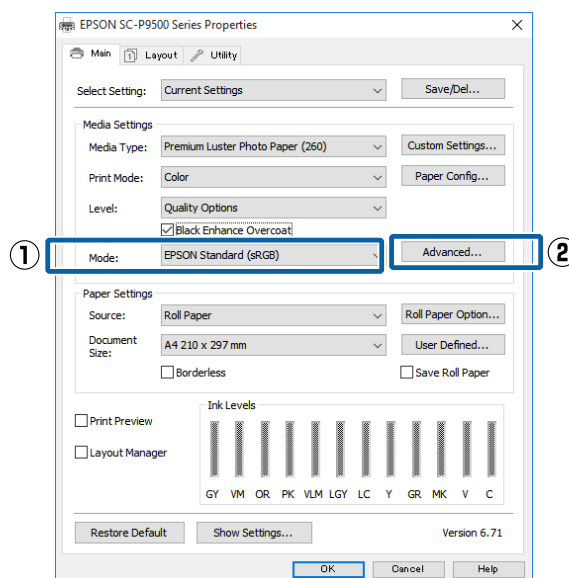 EPSON SC-P9500 Series Properties
Main Layout Utility
Select Setting: Current Settings Save/Del...
Media Settings
Media Type: Premium Luster Photo Paper (260) Custom Settings...
Print Mode: Color Paper Config...
Level: Quality Options
Black Enhance Overcoat
① Mode: EPSON Standard (sRGB) Advanced... ②
Paper Settings
Source: Roll Paper Roll Paper Option...
Document
Size: A4 210 x 297 mm User Defined...
Borderless Save Roll Paper
Ink Levels
Print Preview
Layout Manager
GY VM OR PK VLM LGY LC Y GR MK V C
Restore Default Show Settings... Version 6.71
OK Cancel Help